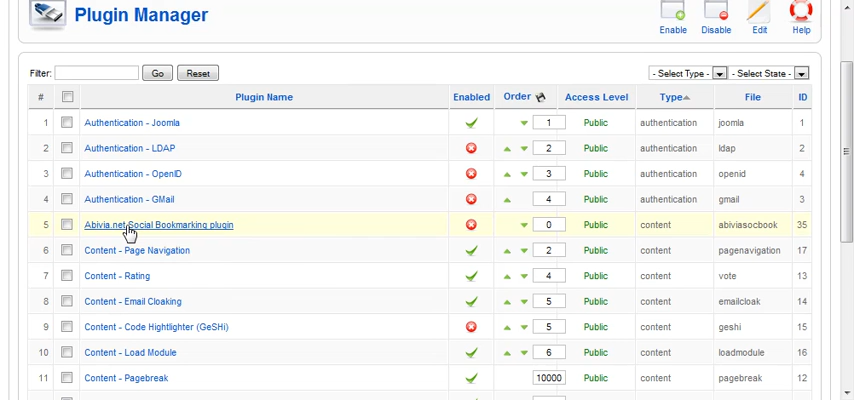 Plugin Manager
Enable Disable Edit Help
Filter: Go Reset - Select Type - - Select State -
# Plugin Name Enabled Order Access Level Type File ID
1 Authentication - Joomla 1 Public authentication joomla 1
2 Authentication - LDAP 2 Public authentication ldap 2
3 Authentication - OpenID 3 Public authentication openid 4
4 Authentication - GMail 4 Public authentication gmail 3
5 Abivia.net Social Bookmarking plugin 0 Public content abiviasocbook 35
6 Content - Page Navigation 2 Public content pagenavigation 17
7 Content - Rating 4 Public content vote 13
8 Content - Email Cloaking 5 Public content emailcloak 14
9 Content - Code Hightlighter (GeSHi) 5 Public content geshi 15
10 Content - Load Module 6 Public content loadmodule 16
11 Content - Pagebreak 10000 Public content pagebreak 12